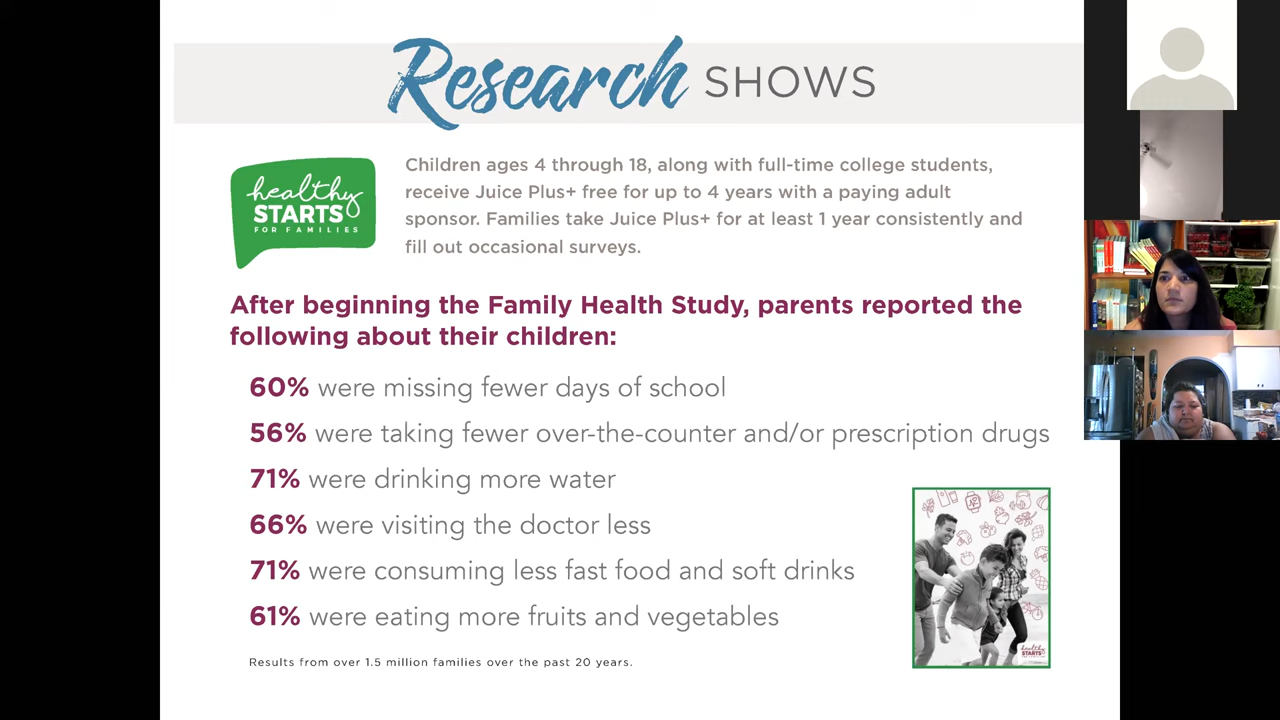 Research SHOWS
healthy
STARTS
FOR FAMILIES
Children ages 4 through 18, along with full-time college students,
receive Juice Plus+ free for up to 4 years with a paying adult
sponsor. Families take Juice Plus+ for at least 1 year consistently and
fill out occasional surveys.
After beginning the Family Health Study, parents reported the
following about their children:
60% were missing fewer days of school
56% were taking fewer over-the-counter and/or prescription drugs
71% were drinking more water
66% were visiting the doctor less
71% were consuming less fast food and soft drinks
61% were eating more fruits and vegetables
Results from over 1.5 million families over the past 20 years.
healthy
STARTS